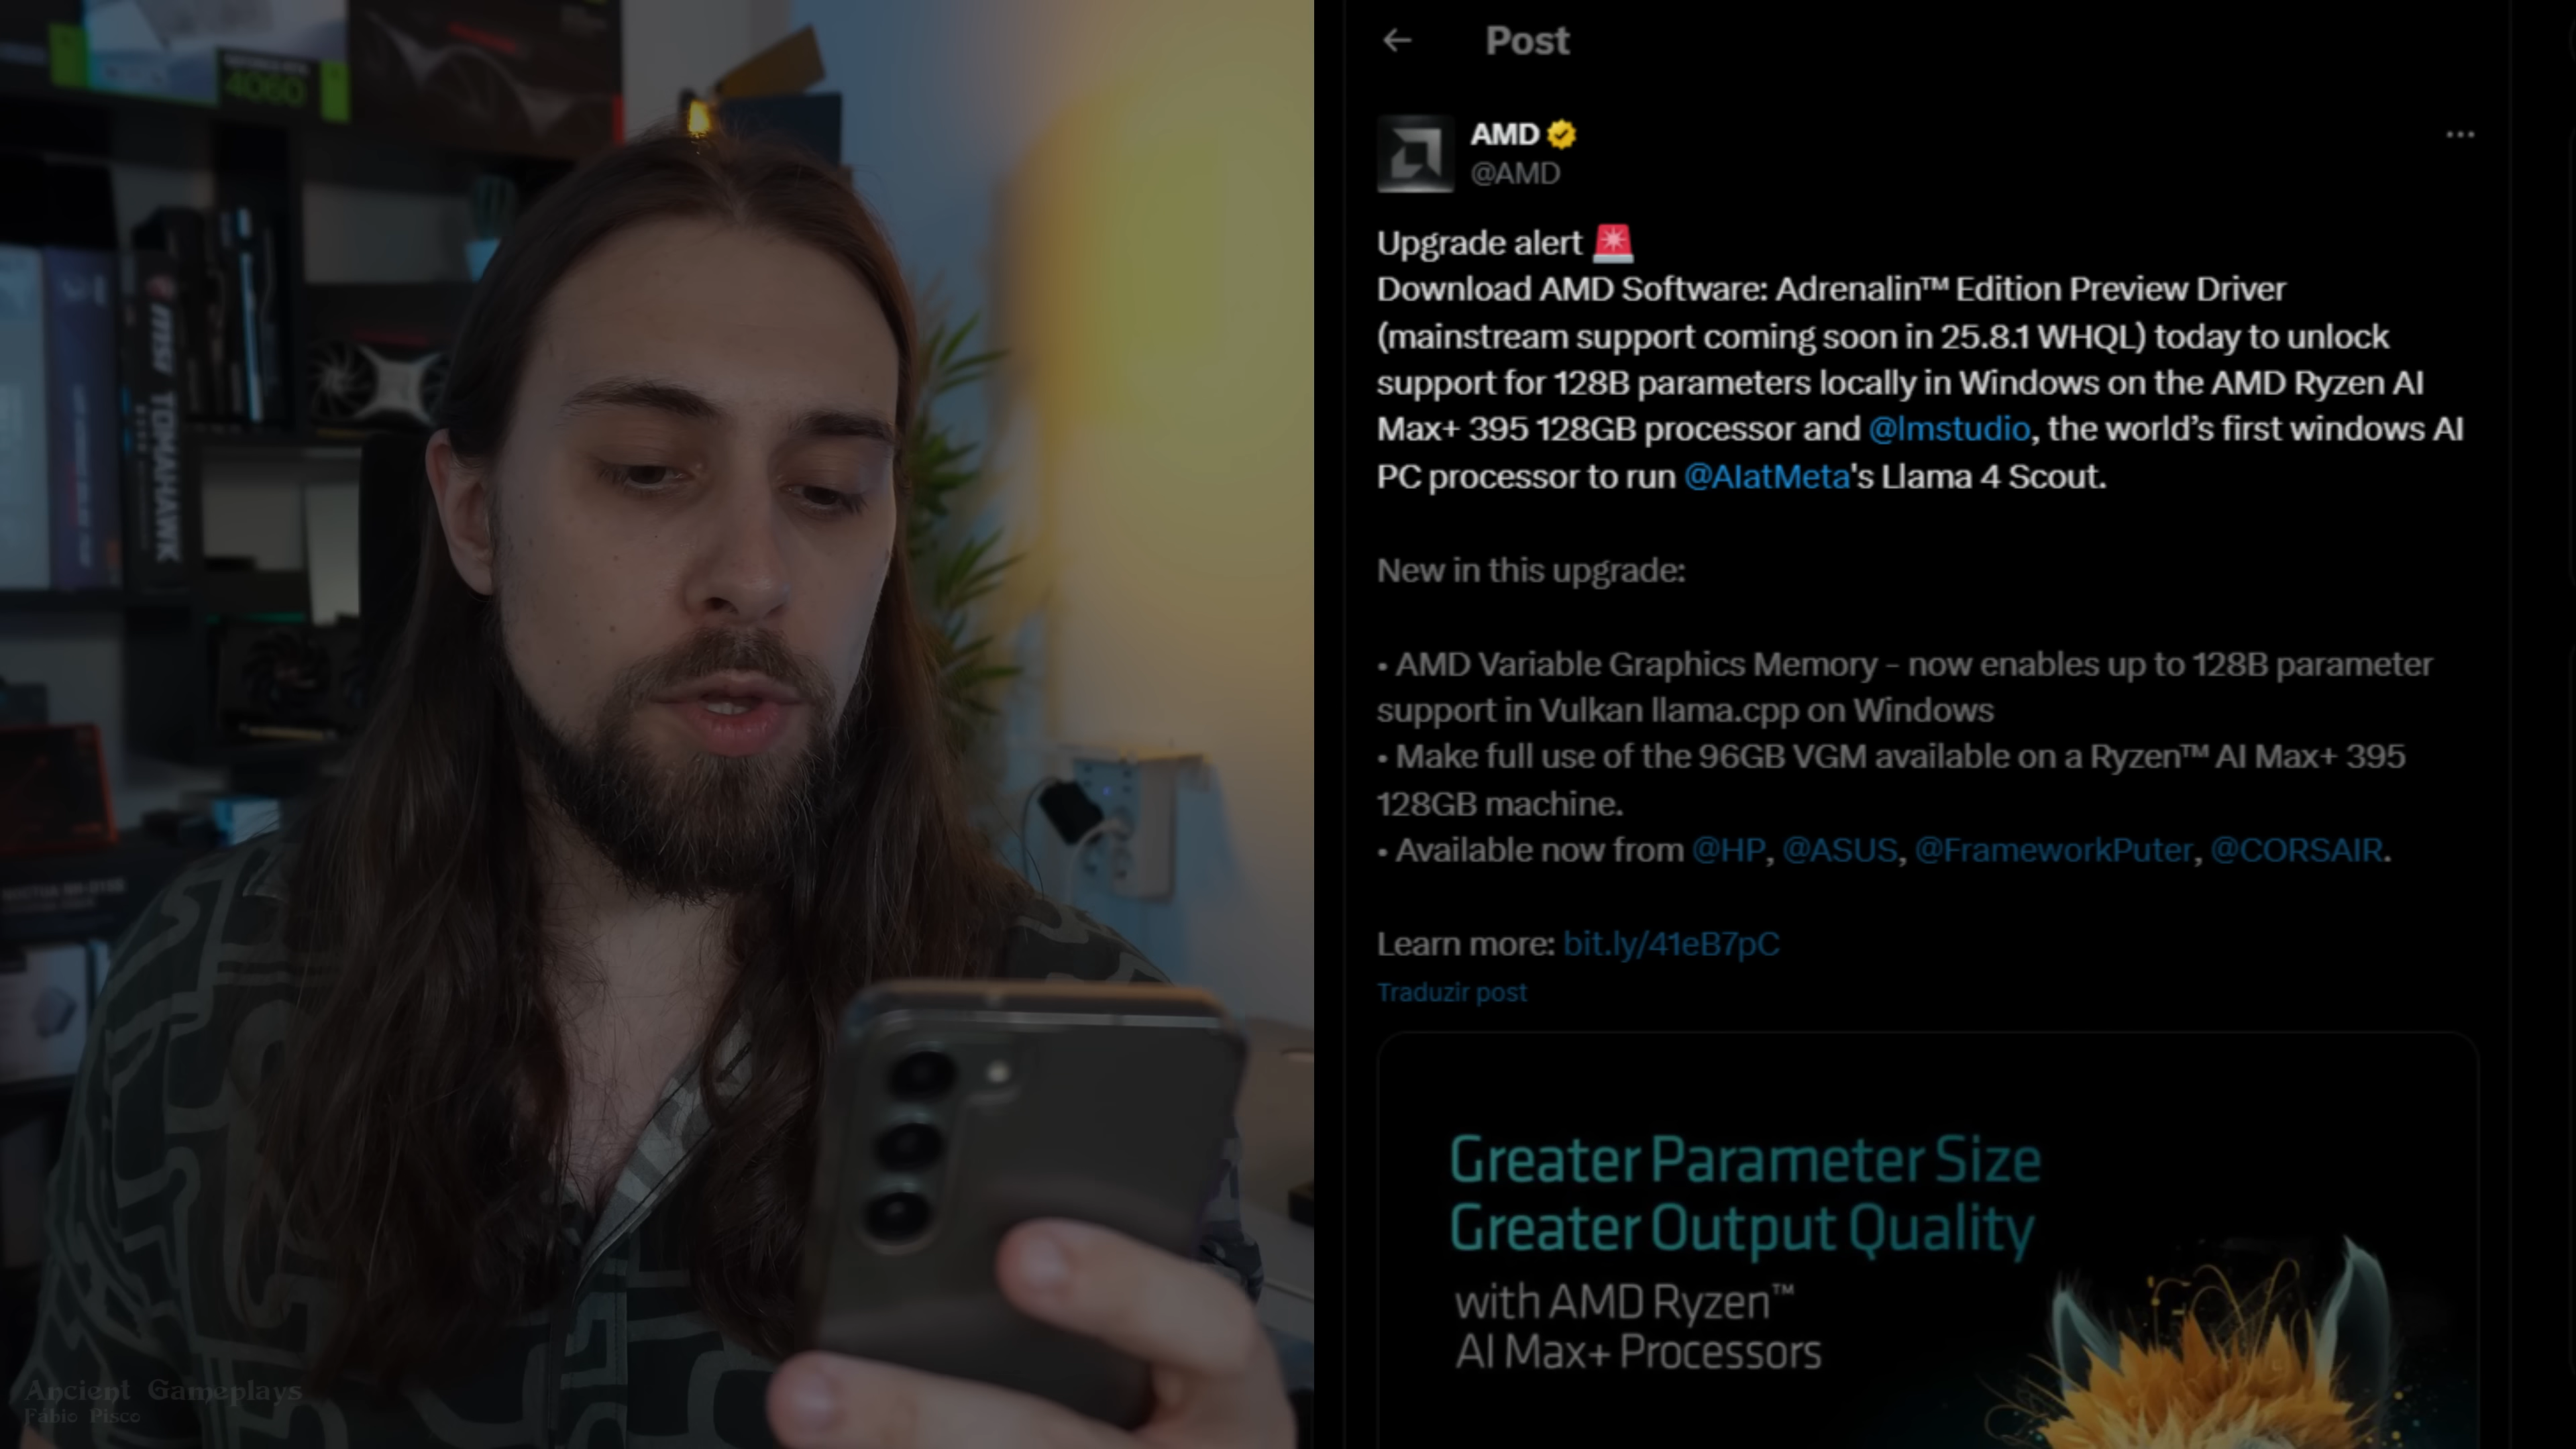 4060
MSI
TOMAHAWK
Ancient Gameplays
Fábio Pisco
Post
AMD
@AMD
Upgrade alert 🚨
Download AMD Software: Adrenalin™ Edition Preview Driver
(mainstream support coming soon in 25.8.1 WHQL) today to unlock
support for 128B parameters locally in Windows on the AMD Ryzen AI
Max+ 395 128GB processor and @lmstudio, the world's first windows AI
PC processor to run @AIatMeta's Llama 4 Scout.
New in this upgrade:
• AMD Variable Graphics Memory - now enables up to 128B parameter
support in Vulkan llama.cpp on Windows
• Make full use of the 96GB VGM available on a Ryzen™ AI Max+ 395
128GB machine.
• Available now from @HP, @ASUS, @FrameworkPuter, @CORSAIR.
Learn more: bit.ly/41eB7pC
Traduzir post
Greater Parameter Size
Greater Output Quality
with AMD Ryzen™
AI Max+ Processors